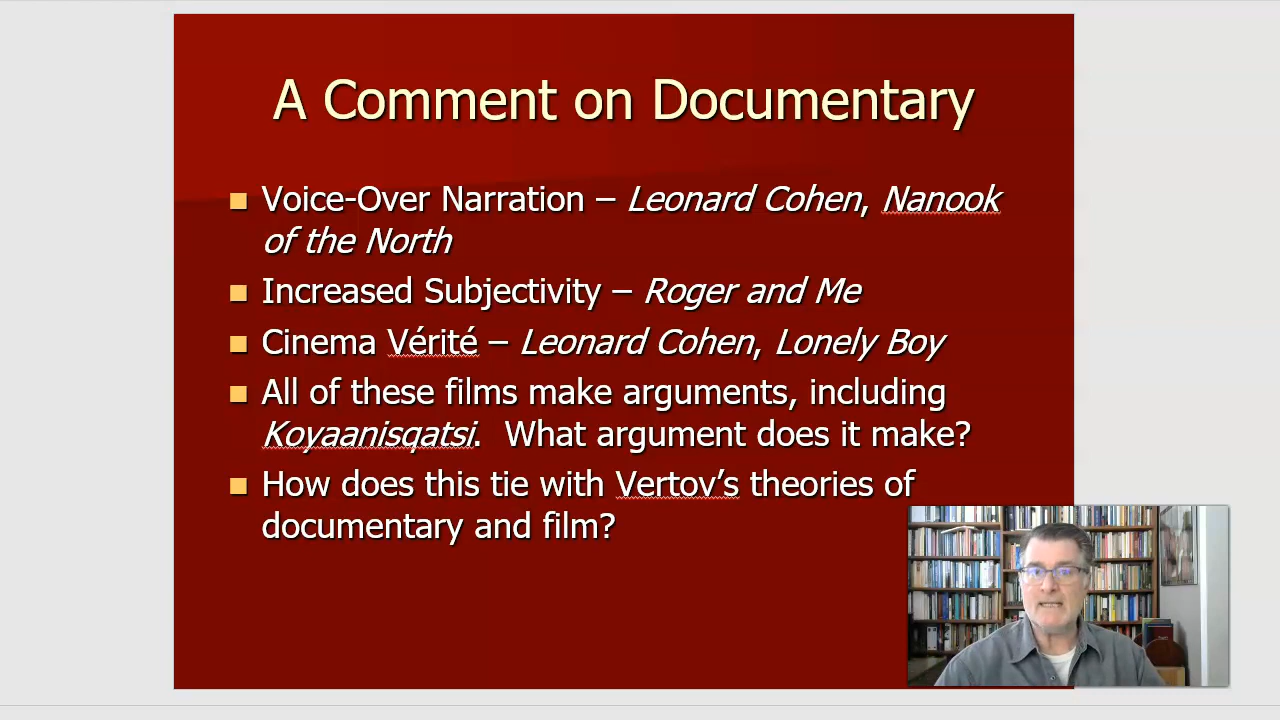 A Comment on Documentary
Voice-Over Narration – Leonard Cohen, Nanook
of the North
Increased Subjectivity – Roger and Me
Cinema Vérité – Leonard Cohen, Lonely Boy
All of these films make arguments, including
Koyaanisqatsi.  What argument does it make?
How does this tie with Vertov’s theories of
documentary and film?